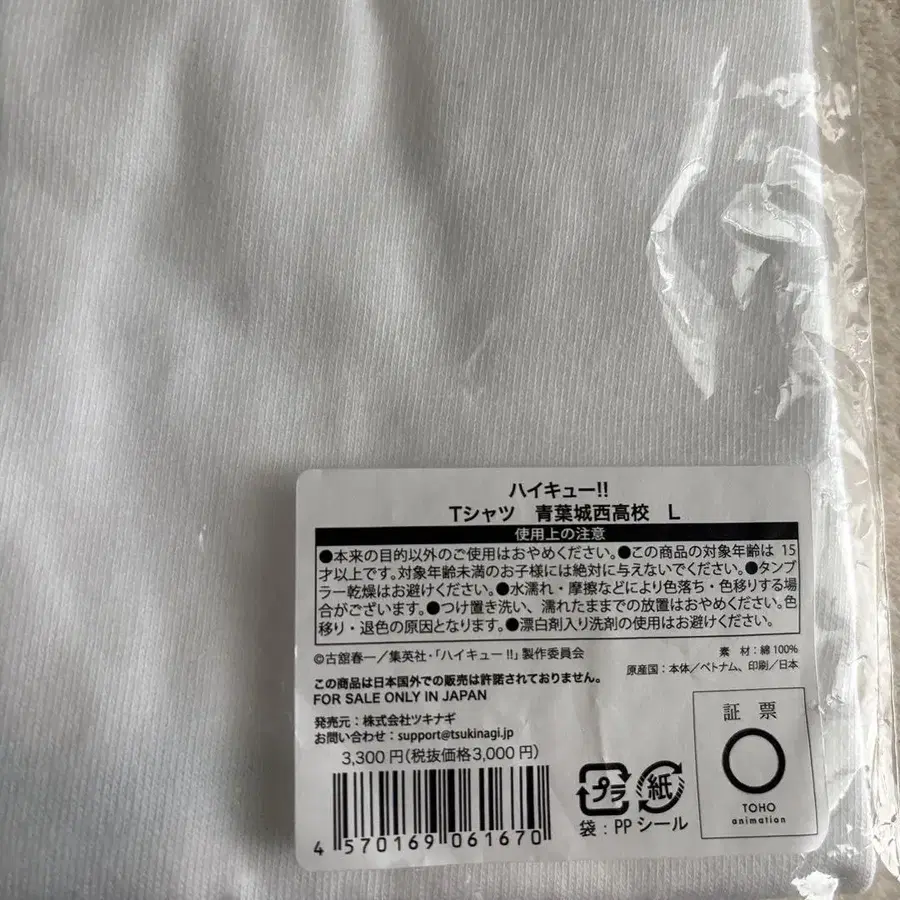 ハイキュー!!
Tシャツ　青葉城西高校　L
使用上の注意
●本来の目的以外のご使用はおやめください。●この商品の対象年齢は 15
才以上です。対象年齢未満のお子様には絶対に与えないでください。●タンブ
ラー乾燥はお避けください。●水濡れ・摩擦などにより色落ち・色移りする場
合がございます。●つけ置き洗い、濡れたままでの放置はおやめください。色
移り・退色の原因となります。●漂白剤入り洗剤の使用はお避けください。
©古舘春一／集英社・「ハイキュー!!」製作委員会
素　材：綿 100%
原産国：本体／ベトナム、印刷／日本
この商品は日本国外での販売は許諾されておりません。
FOR SALE ONLY IN JAPAN
発売元：株式会社ツキナギ
お問い合わせ：support@tsukinagi.jp
3,300 円（税抜価格3,000 円）
4 570169 061670
プラ
紙
袋：PP シール
証 票
TOHO
animation